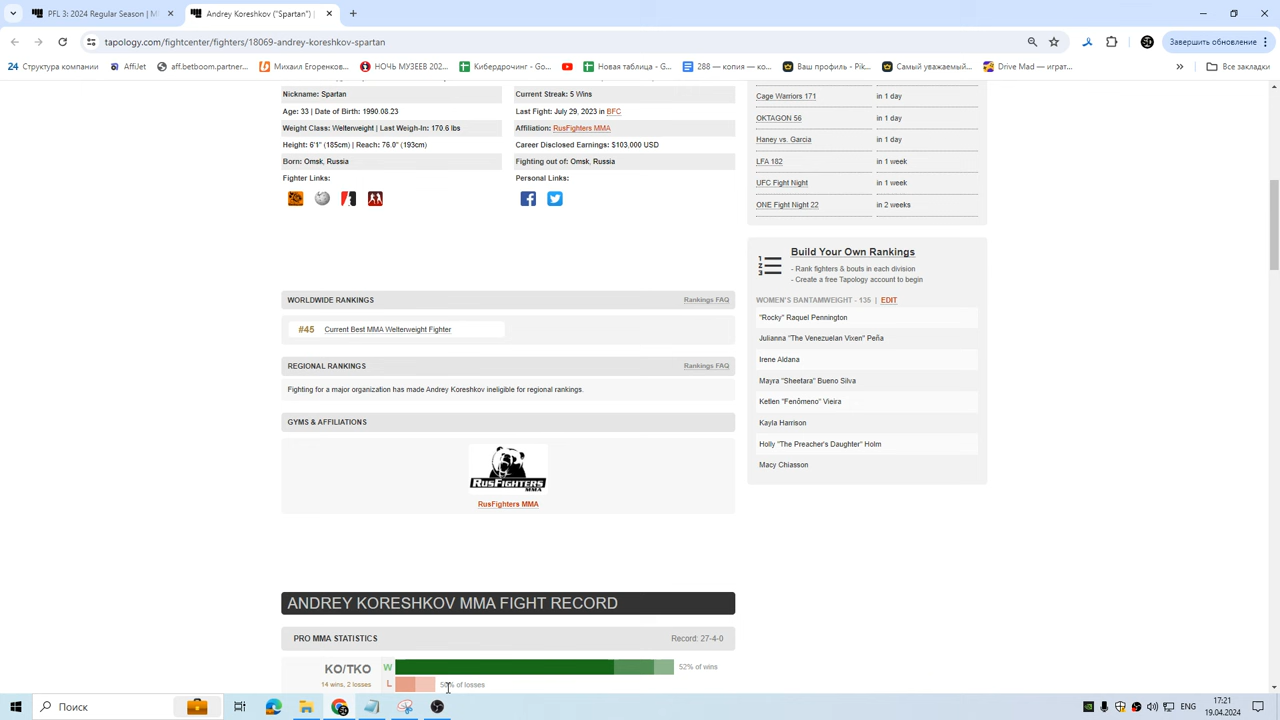 PFL 3: 2024 Regular Season | M
Andrey Koreshkov ("Spartan") |
tapology.com/fightcenter/fighters/18069-andrey-koreshkov-spartan
Завершить обновление
24 Структура компании
AffiJet
aff.betboom.partner...
Михаил Егоренков...
НОЧЬ МУЗЕЕВ 202...
Кибердрочинг - Go...
Новая таблица - G...
288 — копия — ко...
Ваш профиль - Pik...
Самый уважаемый...
Drive Mad — играт...
»
Все закладки
Nickname: Spartan
Current Streak: 5 Wins
Age: 33 | Date of Birth: 1990.08.23
Last Fight: July 29, 2023 in BFC
Weight Class: Welterweight | Last Weigh-In: 170.6 lbs
Affiliation: RusFighters MMA
Height: 6'1" (185cm) | Reach: 76.0" (193cm)
Career Disclosed Earnings: $103,000 USD
Born: Omsk, Russia
Fighting out of: Omsk, Russia
Fighter Links:
Personal Links:
WORLDWIDE RANKINGS
Rankings FAQ
#45 Current Best MMA Welterweight Fighter
REGIONAL RANKINGS
Rankings FAQ
Fighting for a major organization has made Andrey Koreshkov ineligible for regional rankings.
GYMS & AFFILIATIONS
RUSFIGHTERS
MMA
RusFighters MMA
ANDREY KORESHKOV MMA FIGHT RECORD
PRO MMA STATISTICS
Record: 27-4-0
KO/TKO
W
52% of wins
14 wins, 2 losses
L
50% of losses
Cage Warriors 171 in 1 day
OKTAGON 56 in 1 day
Haney vs. Garcia in 1 day
LFA 182 in 1 week
UFC Fight Night in 1 week
ONE Fight Night 22 in 2 weeks
Build Your Own Rankings
- Rank fighters & bouts in each division
- Create a free Tapology account to begin
WOMEN'S BANTAMWEIGHT - 135 | EDIT
"Rocky" Raquel Pennington
Julianna "The Venezuelan Vixen" Peña
Irene Aldana
Mayra "Sheetara" Bueno Silva
Ketlen "Fenômeno" Vieira
Kayla Harrison
Holly "The Preacher's Daughter" Holm
Macy Chiasson
Поиск
ENG
17:21
19.04.2024